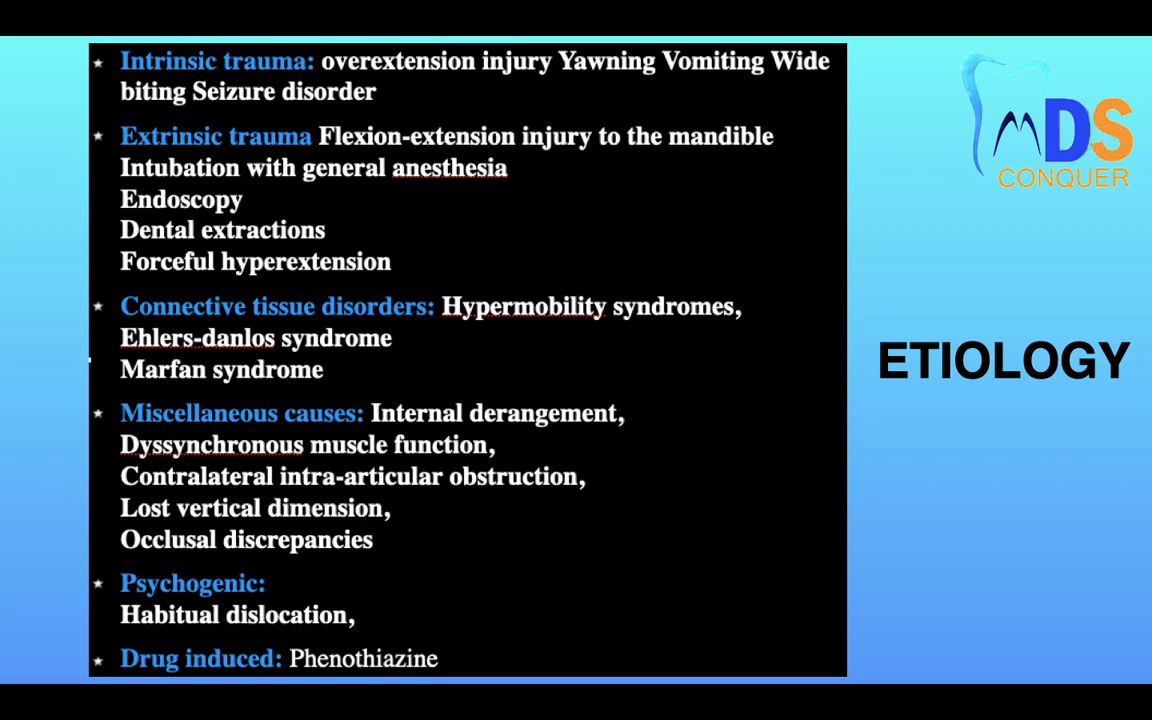 Intrinsic trauma: overextension injury Yawning Vomiting Wide
biting Seizure disorder
Extrinsic trauma Flexion-extension injury to the mandible
Intubation with general anesthesia
Endoscopy
Dental extractions
Forceful hyperextension
Connective tissue disorders: Hypermobility syndromes,
Ehlers-danlos syndrome
Marfan syndrome
Miscellaneous causes: Internal derangement,
Dyssynchronous muscle function,
Contralateral intra-articular obstruction,
Lost vertical dimension,
Occlusal discrepancies
Psychogenic:
Habitual dislocation,
Drug induced: Phenothiazine
MDS
CONQUER
ETIOLOGY